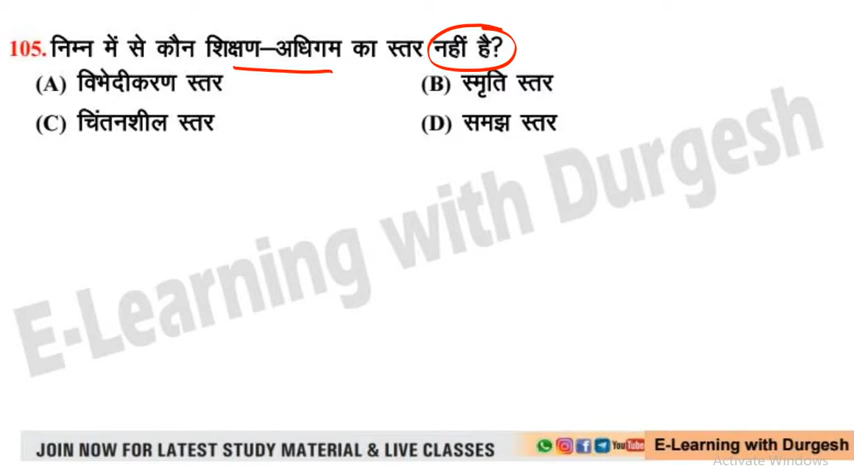 105. निम्न में से कौन शिक्षण–अधिगम का स्तर नहीं है?
(A) विभेदीकरण स्तर (B) स्मृति स्तर
(C) चिंतनशील स्तर (D) समझ स्तर
E-Learning with Durgesh
JOIN NOW FOR LATEST STUDY MATERIAL & LIVE CLASSES YouTube E-Learning with Durgesh
Activate Windows